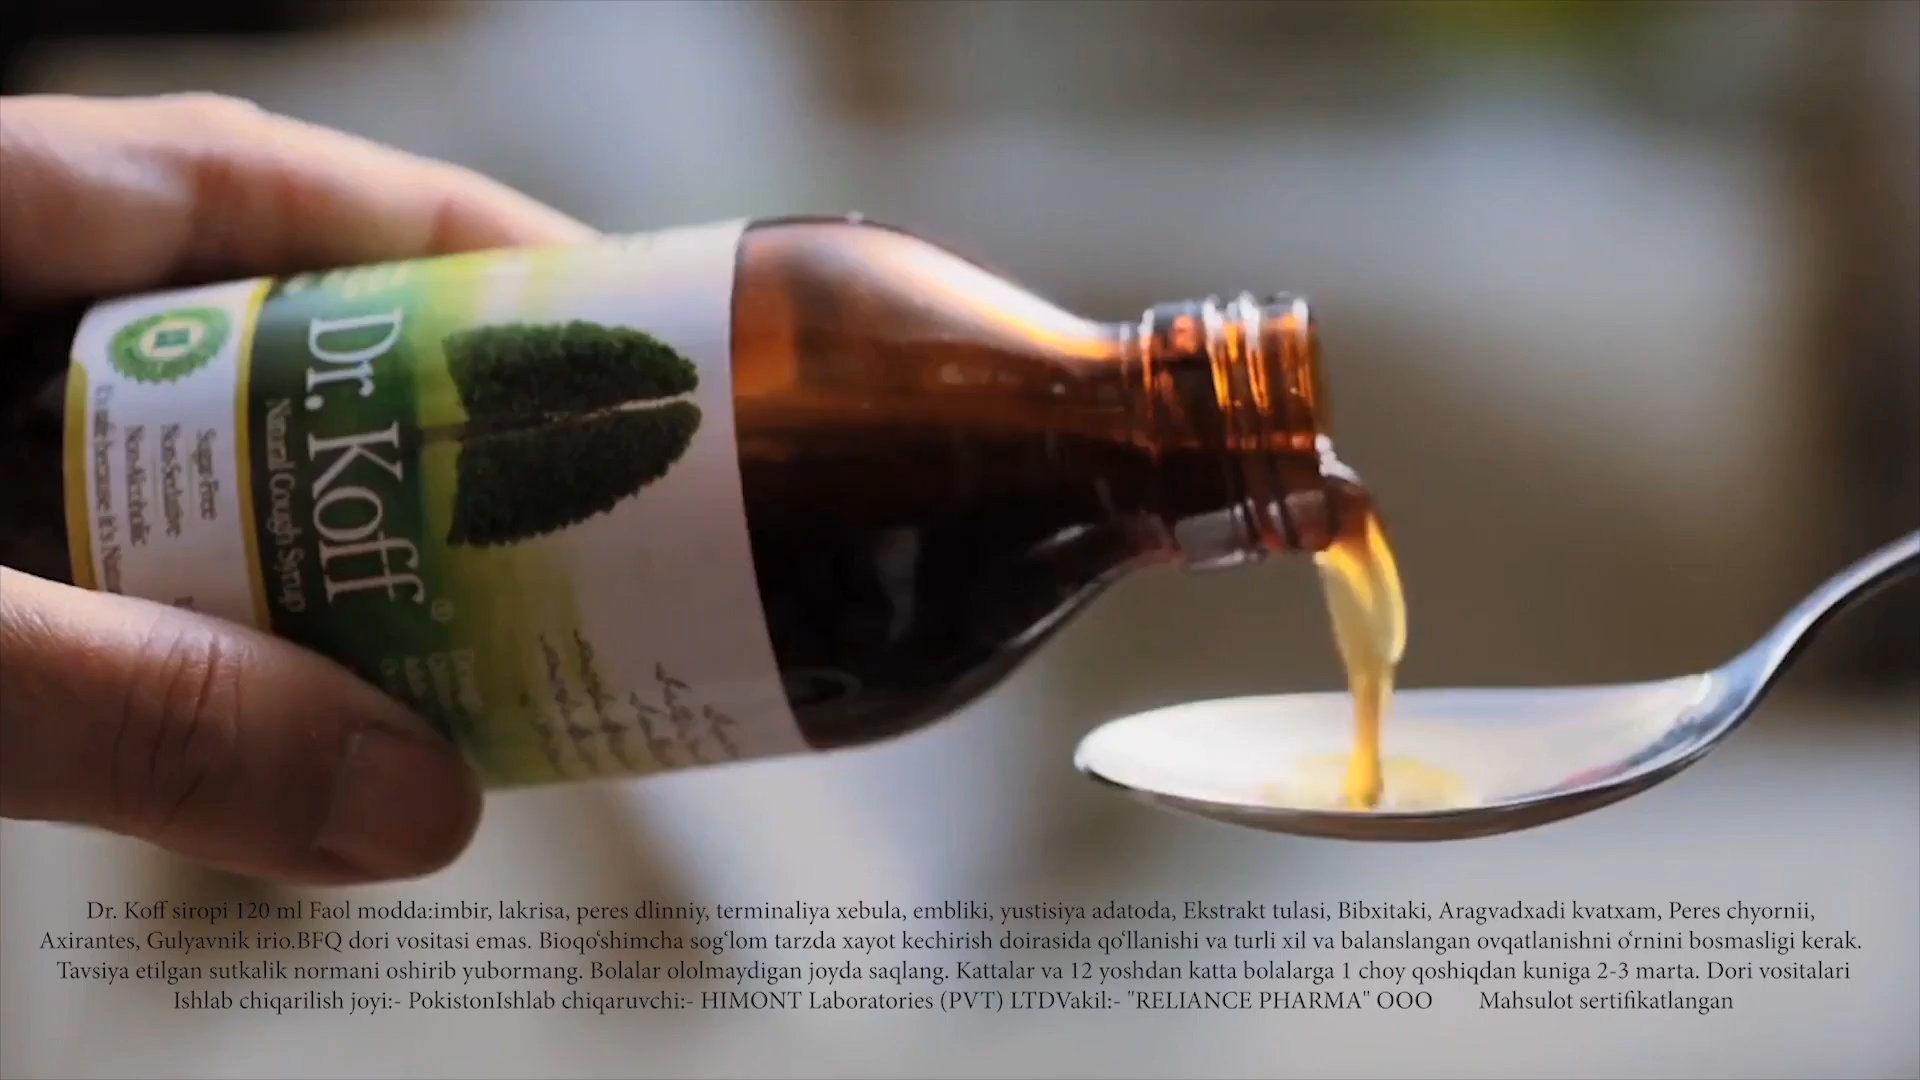 Dr. Koff
Natural Cough Syrup
Sugar Free
Non-Sedative
Non-Alcoholic
It's safe because it's
Dr. Koff siropi 120 ml Faol modda:imbir, lakrisa, peres dlinniy, terminaliya xebula, embliki, yustisiya adatoda, Ekstrakt tulasi, Bibxitaki, Aragvadxadi kvatxam, Peres chyornii,
Axirantes, Gulyavnik irio.BFQ dori vositasi emas. Bioqo‘shimcha sog‘lom tarzda xayot kechirish doirasida qo‘llanishi va turli xil va balanslangan ovqatlanishni o‘rnini bosmasligi kerak.
Tavsiya etilgan sutkalik normani oshirib yubormang. Bolalar ololmaydigan joyda saqlang. Kattalar va 12 yoshdan katta bolalarga 1 choy qoshiqdan kuniga 2-3 marta. Dori vositalari
Ishlab chiqarilish joyi:- PokistonIshlab chiqaruvchi:- HIMONT Laboratories (PVT) LTDVakil:- "RELIANCE PHARMA" OOO Mahsulot sertifikatlangan